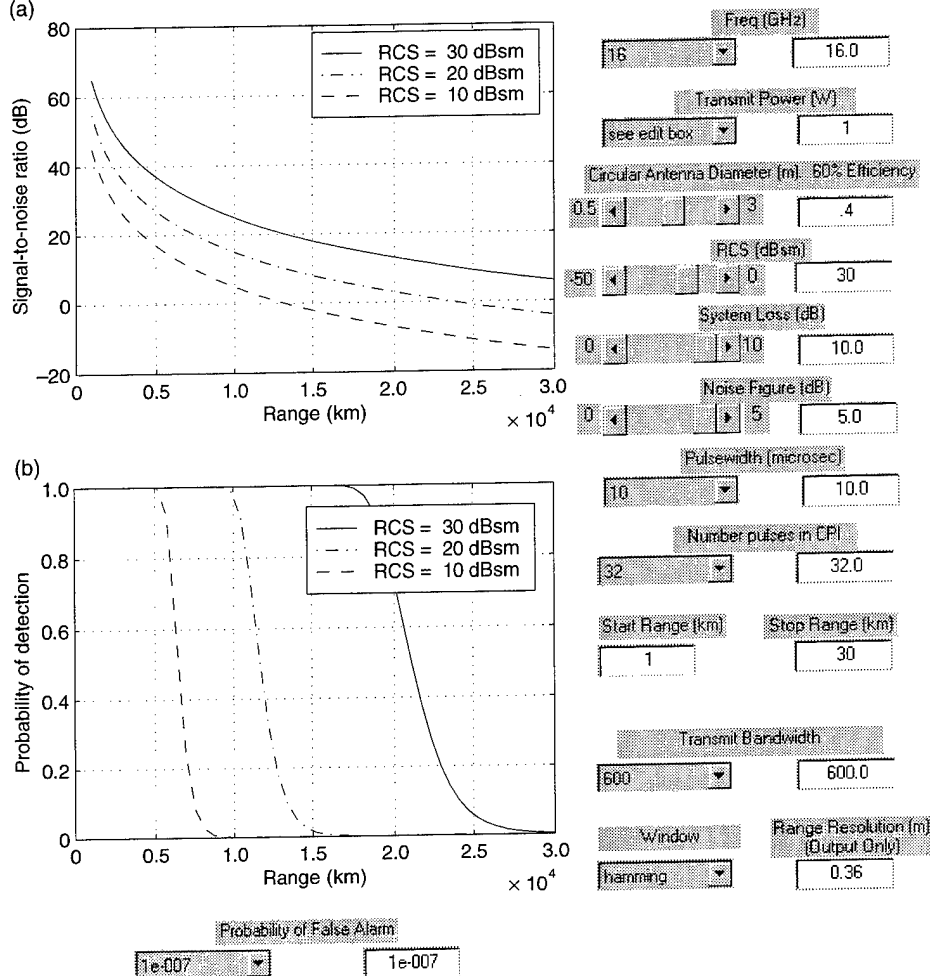 (a)
80
60
40
20
0
–20
Signal-to-noise ratio (dB)
RCS = 30 dBsm
RCS = 20 dBsm
RCS = 10 dBsm
0 0.5 1.0 1.5 2.0 2.5 3.0
Range (km)
× 10⁴
(b)
1.0
0.8
0.6
0.4
0.2
0
Probability of detection
RCS = 30 dBsm
RCS = 20 dBsm
RCS = 10 dBsm
0 0.5 1.0 1.5 2.0 2.5 3.0
Range (km)
× 10⁴
Freq (GHz)
16 16.0
Transmit Power (W)
see edit box 1
Circular Antenna Diameter (m), 60% Efficiency
0.5 3 .4
RCS (dBsm)
-50 0 30
System Loss (dB)
0 10 10.0
Noise Figure (dB)
0 5 5.0
Pulsewidth (microsec)
10 10.0
Number pulses in CPI
32 32.0
Start Range (km) Stop Range (km)
1 30
Transmit Bandwidth
600 600.0
Window Range Resolution (m)
(Output Only)
hamming 0.36
Probability of False Alarm
1e-007 1e-007